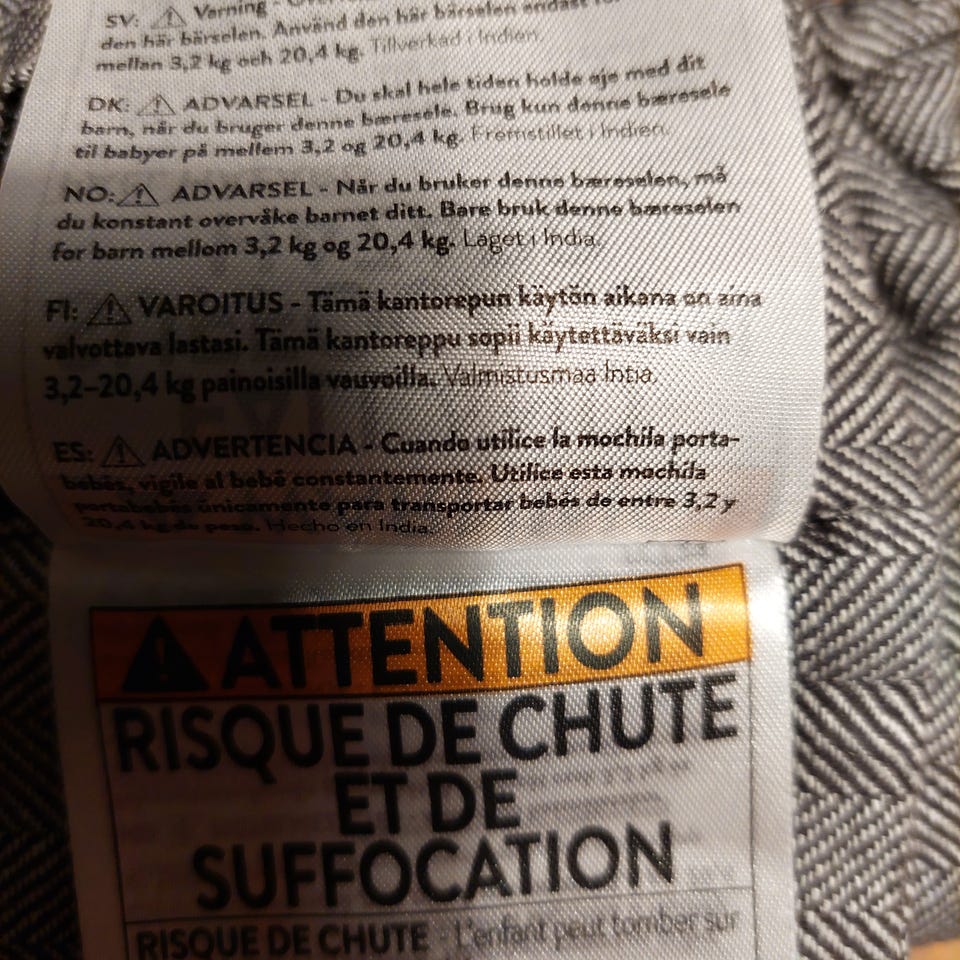 SV: ⚠ Varning -
den här bärselen. Använd den här bärselen endast
mellan 3,2 kg och 20,4 kg. Tillverkad i Indien.
DK: ⚠ ADVARSEL - Du skal hele tiden holde øje med dit
barn, når du bruger denne bæresele. Brug kun denne bæresele
til babyer på mellem 3,2 og 20,4 kg. Fremstillet i Indien.
NO: ⚠ ADVARSEL - Når du bruker denne bæreselen, må
du konstant overvåke barnet ditt. Bare bruk denne bæreselen
for barn mellom 3,2 kg og 20,4 kg. Laget i India.
FI: ⚠ VAROITUS - Tämä kantorepun käytön aikana on aina
valvottava lastasi. Tämä kantoreppu sopii käytettäväksi vain
3,2–20,4 kg painoisilla vauvoilla. Valmistusmaa Intia.
ES: ⚠ ADVERTENCIA - Cuando utilice la mochila porta-
bebés, vigile al bebé constantemente. Utilice esta mochila
portabebés únicamente para transportar bebés de entre 3,2 y
20,4 kg de peso. Hecho en India.
⚠ ATTENTION
RISQUE DE CHUTE
ET DE
SUFFOCATION
RISQUE DE CHUTE - L'enfant peut tomber sur